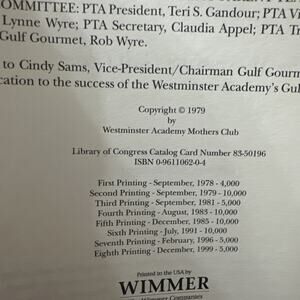 COMMITTEE: PTA President, Teri S. Gandour; PTA Vi
Lynne Wyre; PTA Secretary, Claudia Appel; PTA Tr
Gulf Gourmet, Rob Wyre.
to Cindy Sams, Vice-President/Chairman Gulf Gourm
cation to the success of the Westminster Academy's Gul
Copyright © 1979
by
Westminster Academy Mothers Club
Library of Congress Catalog Card Number 83-50196
ISBN 0-9611062-0-4
First Printing - September, 1978 - 4,000
Second Printing - September, 1979 - 10,000
Third Printing - September, 1981 - 5,000
Fourth Printing - August, 1983 - 10,000
Fifth Printing - December, 1985 - 10,000
Sixth Printing - July, 1991 - 10,000
Seventh Printing - February, 1996 - 5,000
Eighth Printing - December, 1999 - 5,000
Printed in the USA by
WIMMER
The Wimmer Companies